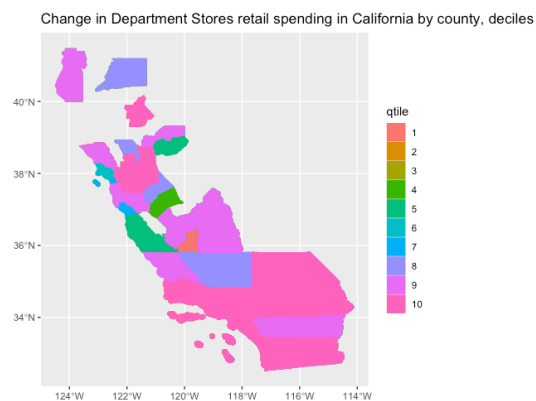 Change in Department Stores retail spending in California by county, deciles
40°N
38°N
36°N
34°N
124°W 122°W 120°W 118°W 116°W 114°W
qtile
1
2
3
4
5
6
7
8
9
10